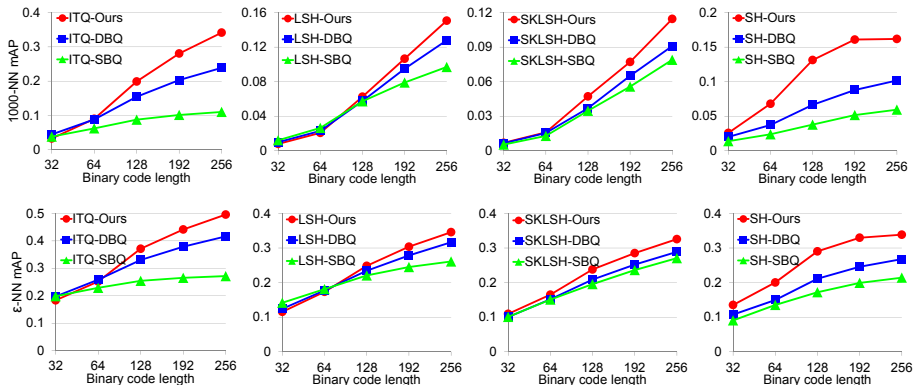 1000-NN mAP
0.4
0.3
0.2
0.1
0
ITQ-Ours
ITQ-DBQ
ITQ-SBQ
32 64 128 192 256
Binary code length
0.16
0.12
0.08
0.04
0
LSH-Ours
LSH-DBQ
LSH-SBQ
32 64 128 192 256
Binary code length
0.12
0.09
0.06
0.03
0
SKLSH-Ours
SKLSH-DBQ
SKLSH-SBQ
32 64 128 192 256
Binary code length
0.2
0.15
0.1
0.05
0
SH-Ours
SH-DBQ
SH-SBQ
32 64 128 192 256
Binary code length
ε-NN mAP
0.5
0.4
0.3
0.2
0.1
0
ITQ-Ours
ITQ-DBQ
ITQ-SBQ
32 64 128 192 256
Binary code length
0.4
0.3
0.2
0.1
0
LSH-Ours
LSH-DBQ
LSH-SBQ
32 64 128 192 256
Binary code length
0.4
0.3
0.2
0.1
0
SKLSH-Ours
SKLSH-DBQ
SKLSH-SBQ
32 64 128 192 256
Binary code length
0.4
0.3
0.2
0.1
0
SH-Ours
SH-DBQ
SH-SBQ
32 64 128 192 256
Binary code length